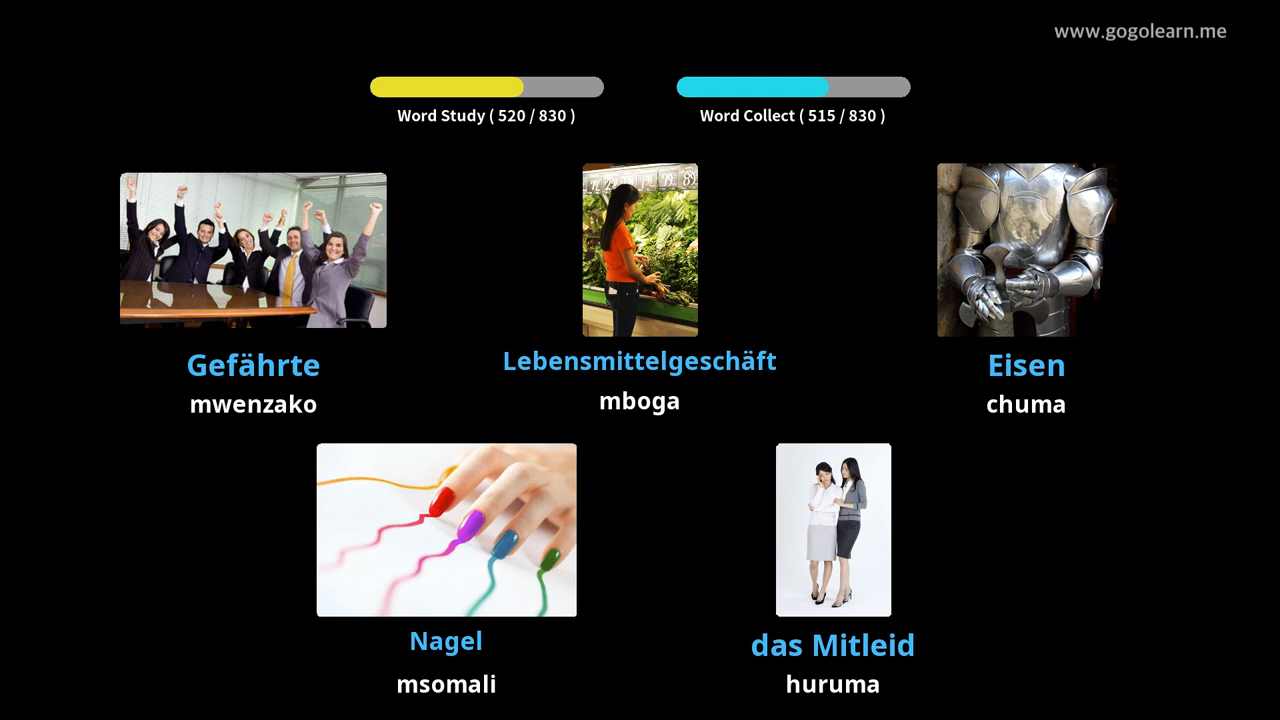 www.gogolearn.me
Word Study ( 520 / 830 )
Word Collect ( 515 / 830 )
Gefährte
mwenzako
Lebensmittelgeschäft
mboga
Eisen
chuma
Nagel
msomali
das Mitleid
huruma